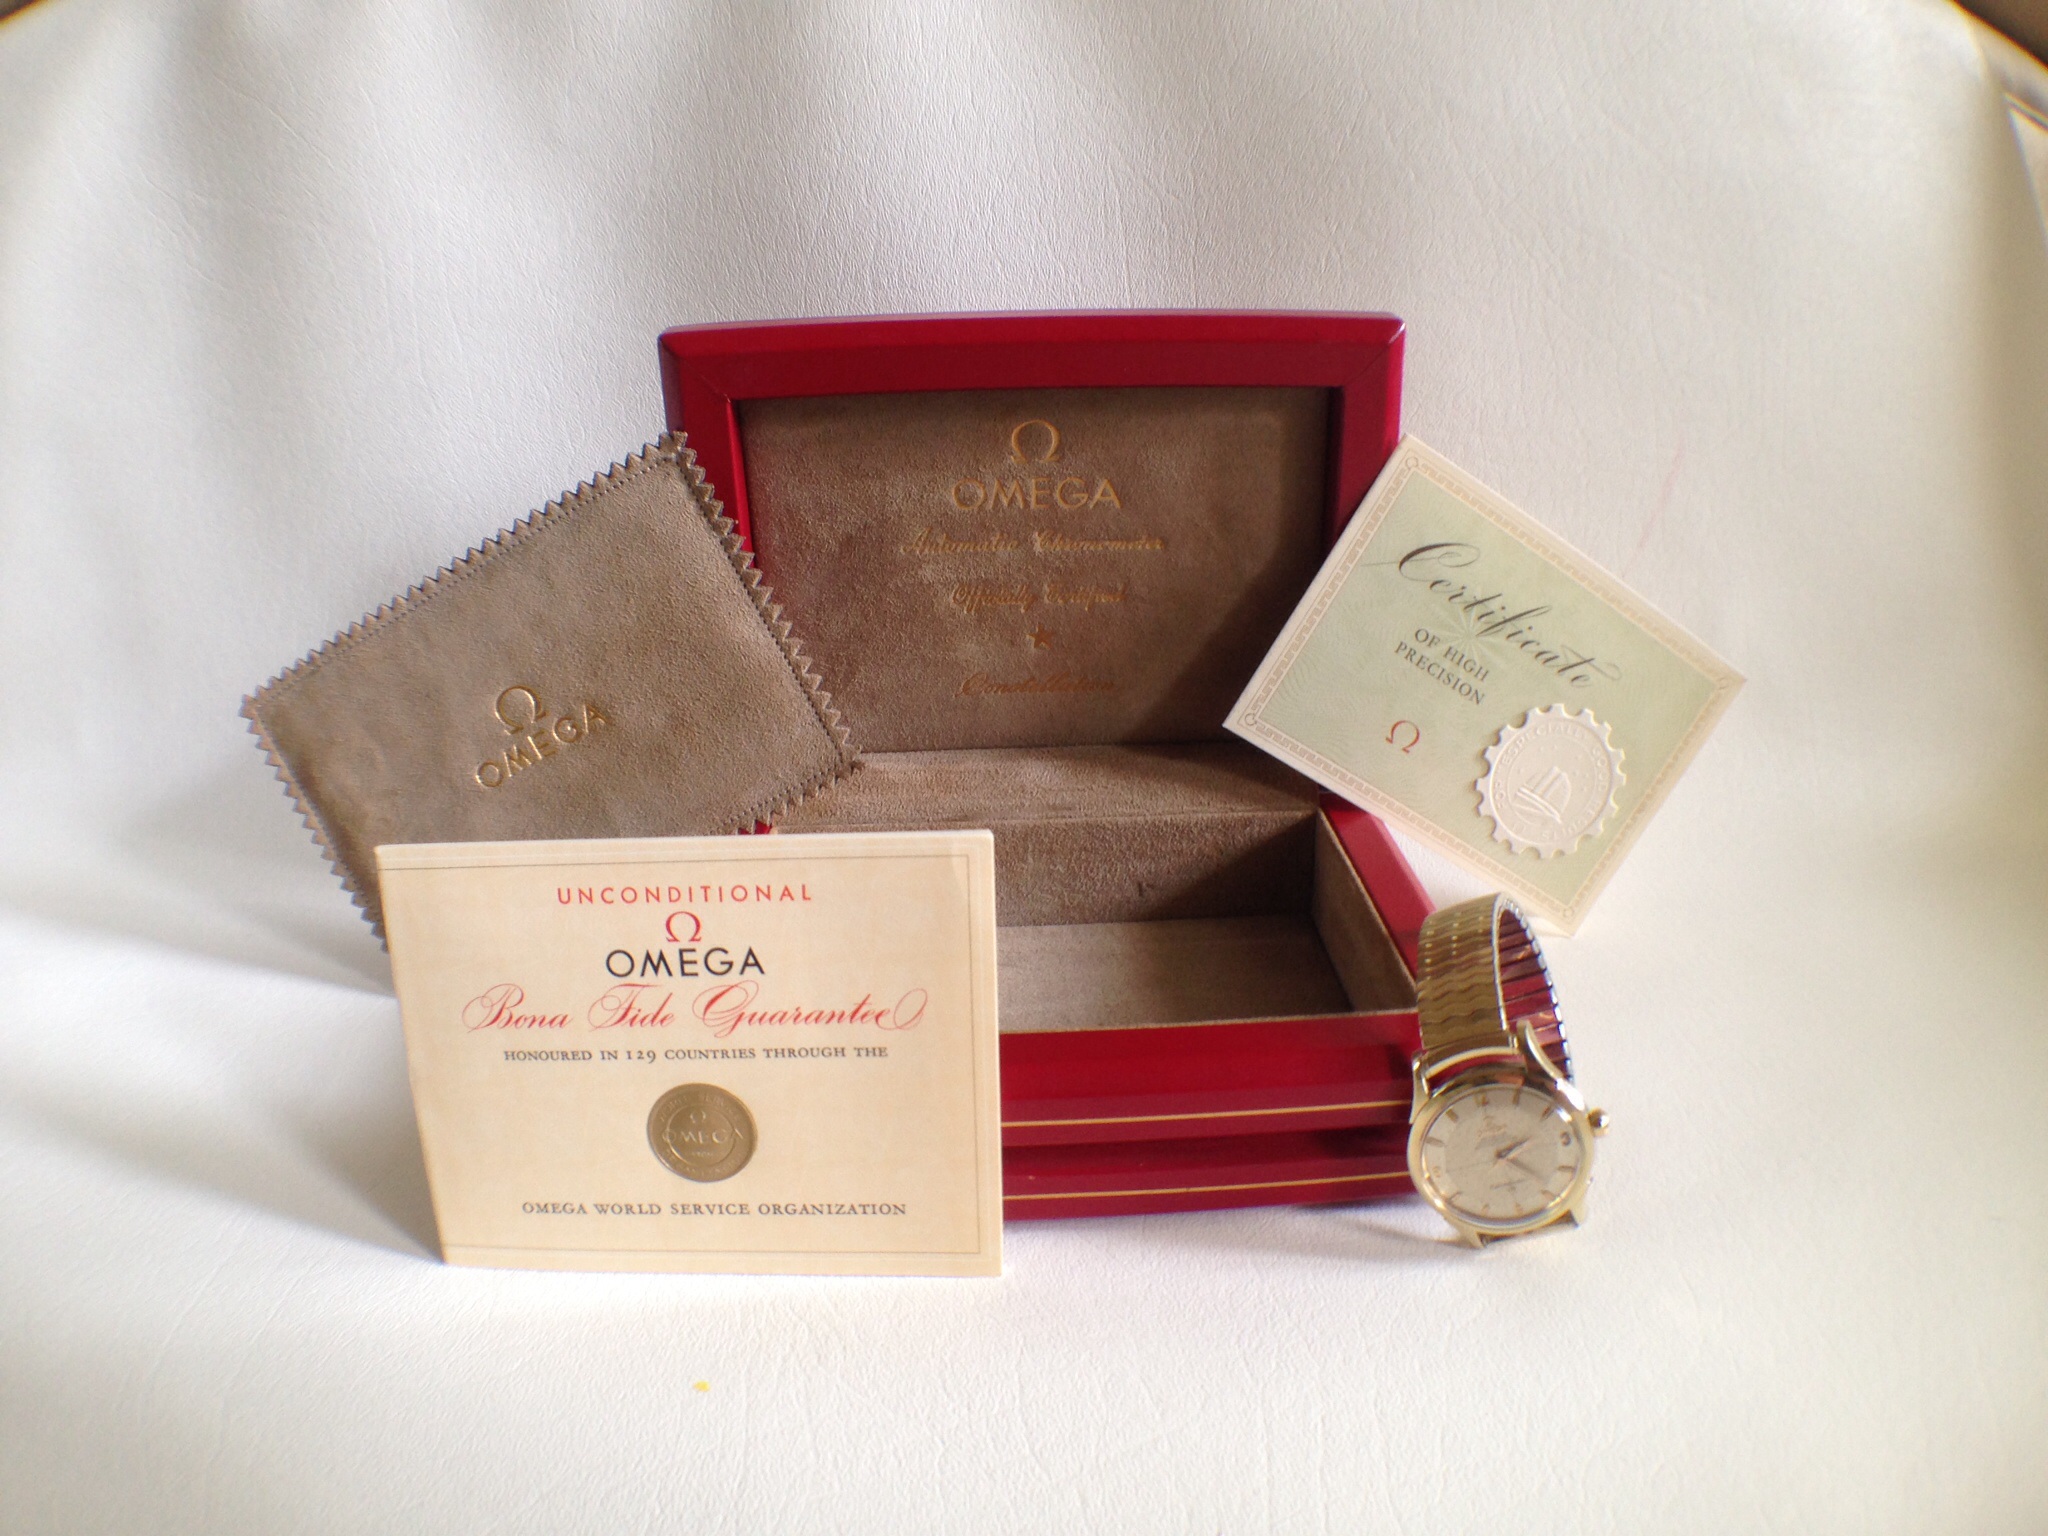 Ω
OMEGA
Automatic Chronometer
Officially Certified
Constellation
Ω
OMEGA
Certificate
OF HIGH
PRECISION
Ω
UNCONDITIONAL
Ω
OMEGA
Bona Fide Guarantee
HONOURED IN 129 COUNTRIES THROUGH THE
Ω
OMEGA
OMEGA WORLD SERVICE ORGANIZATION